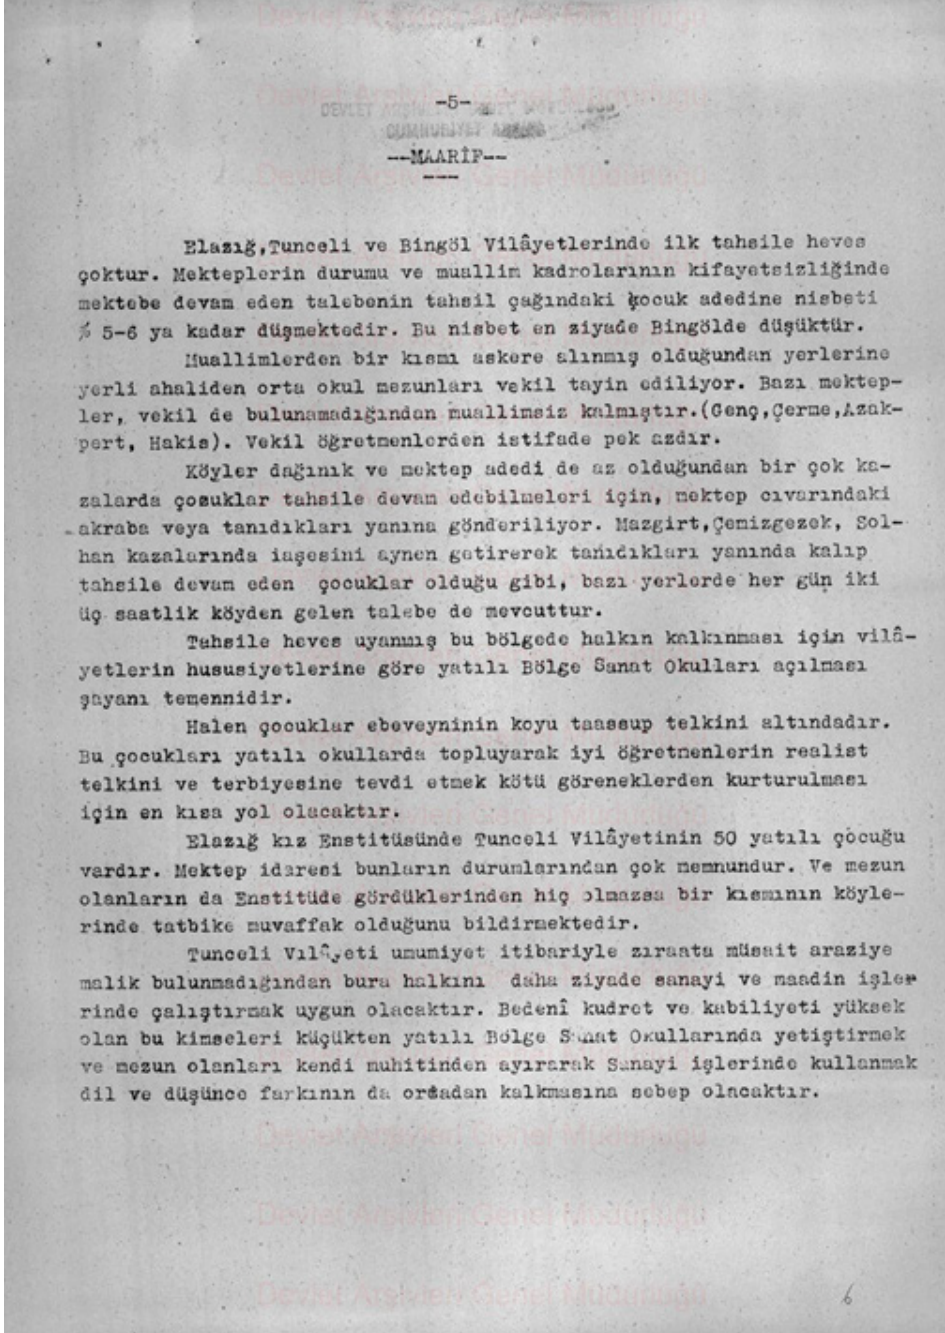 -5-
DEVLET ARŞİVLERİ GENEL MÜDÜRLÜĞÜ
CUMHURİYET ARŞİVİ
--MAARİF--
Elazığ,Tunceli ve Bingöl Vilâyetlerinde ilk tahsile heves
çoktur. Mekteplerin durumu ve muallim kadrolarının kifayetsizliğinde
mektebe devam eden talebenin tahsil çağındaki çocuk adedine nisbeti
% 5-6 ya kadar düşmektedir. Bu nisbet en ziyade Bingölde düşüktür.
Muallimlerden bir kısmı askere alınmış olduğundan yerlerine
yerli ahaliden orta okul mezunları vekil tayin ediliyor. Bazı mektep-
ler, vekil de bulunamadığından muallimsiz kalmıştır.(Genç,Çerme,Azak-
pert, Hakis). Vekil öğretmenlerden istifade pek azdır.
Köyler dağınık ve mektep adedi de az olduğundan bir çok ka-
zalarda çosuklar tahsile devam edebilmeleri için, mektep cıvarındaki
akraba veya tanıdıkları yanına gönderiliyor. Mazgirt,Çemizgezek, Sol-
han kazalarında iaşesini aynen getirerek tanıdıkları yanında kalıp
tahsile devam eden çocuklar olduğu gibi, bazı yerlerde her gün iki
üç saatlik köyden gelen talebe de mevcuttur.
Tahsile heves uyanmış bu bölgede halkın kalkınması için vilâ-
yetlerin hususiyetlerine göre yatılı Bölge Sanat Okulları açılması
şayanı temennidir.
Halen çocuklar ebeveyninin koyu taassup telkini altındadır.
Bu çocukları yatılı okullarda topluyarak iyi öğretmenlerin realist
telkini ve terbiyesine tevdi etmek kötü göreneklerden kurturulması
için en kısa yol olacaktır.
Elazığ kız Enstitüsünde Tunceli Vilâyetinin 50 yatılı çocuğu
vardır. Mektep idaresi bunların durumlarından çok memnundur. Ve mezun
olanların da Enstitüde gördüklerinden hiç olmazsa bir kısmının köyle-
rinde tatbike muvaffak olduğunu bildirmektedir.
Tunceli Vilâyeti umumiyet itibariyle zıraata müsait araziye
malik bulunmadığından bura halkını daha ziyade sanayi ve maadin işle-
rinde çalıştırmak uygun olacaktır. Bedenî kudret ve kabiliyeti yüksek
olan bu kimseleri küçükten yatılı Bölge Sanat Okullarında yetiştirmek
ve mezun olanları kendi muhitinden ayırarak Sanayi işlerinde kullanmak
dil ve düşünce farkının da ortadan kalkmasına sebep olacaktır.
6